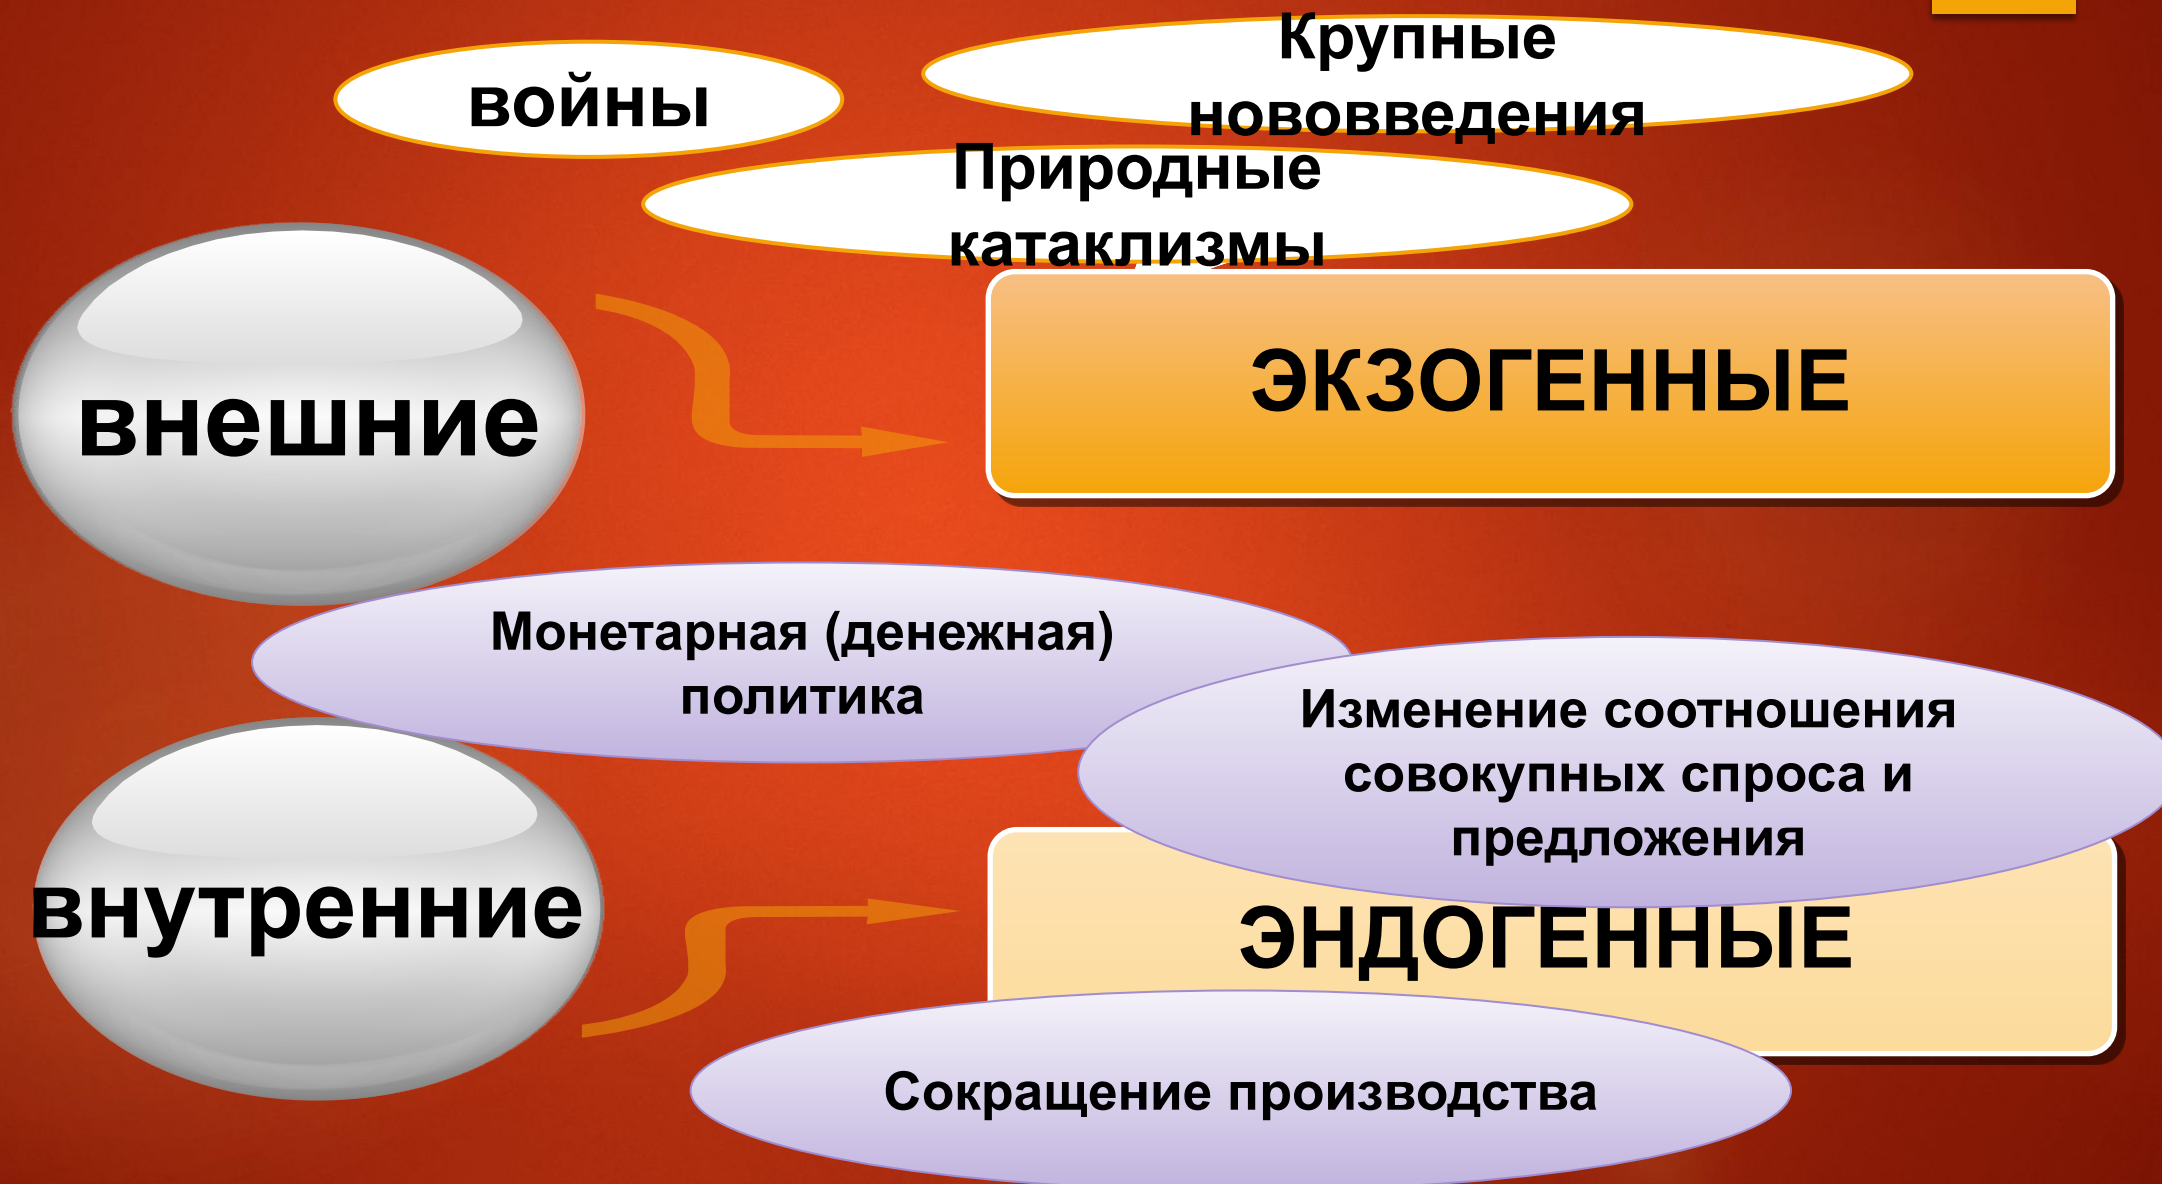 войны
Крупные
нововведения
Природные
катаклизмы
внешние
ЭКЗОГЕННЫЕ
Монетарная (денежная)
политика
Изменение соотношения
совокупных спроса и
предложения
внутренние
ЭНДОГЕННЫЕ
Сокращение производства